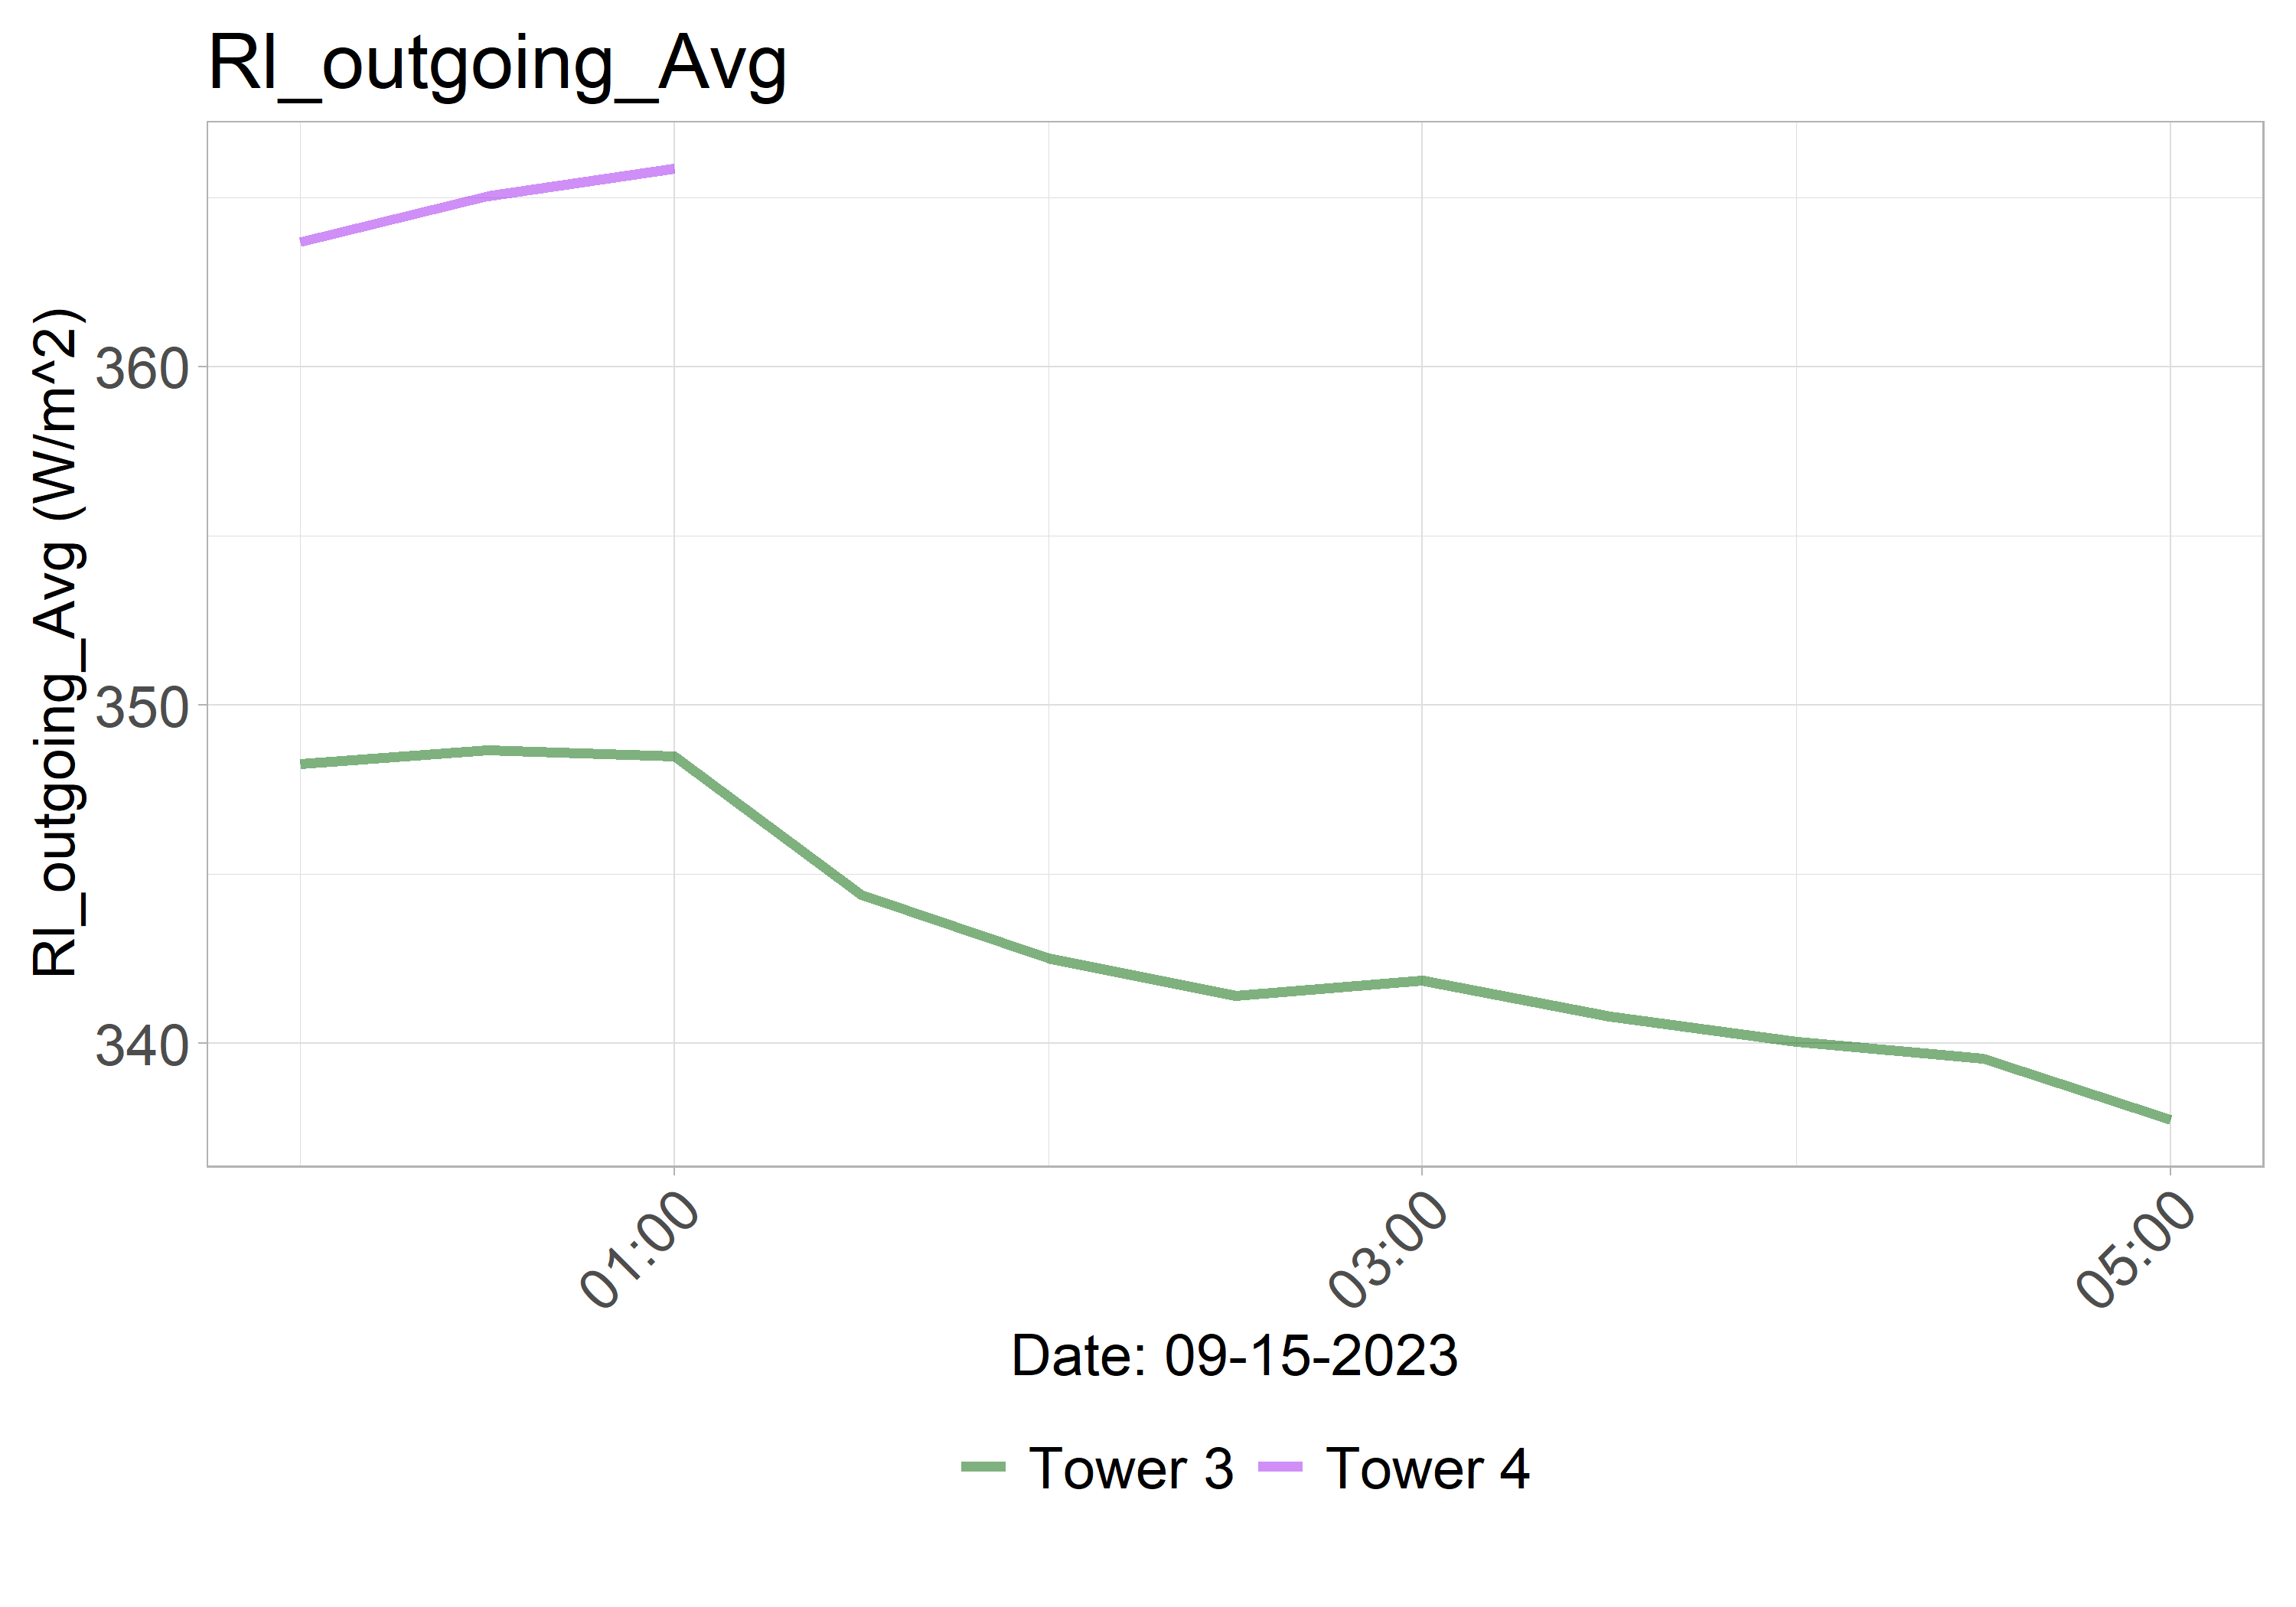 Rl_outgoing_Avg
Rl_outgoing_Avg (W/m^2)
360
350
340
01:00
03:00
05:00
Date: 09-15-2023
Tower 3
Tower 4